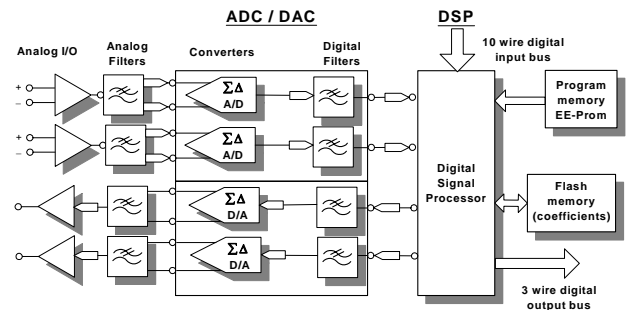 ADC / DAC
DSP
Analog I/O
Analog
Filters
Converters
Digital
Filters
10 wire digital
input bus
+
–
ΣΔ
A/D
+
–
ΣΔ
A/D
ΣΔ
D/A
ΣΔ
D/A
Digital
Signal
Processor
Program
memory
EE-Prom
Flash
memory
(coefficients)
3 wire digital
output bus